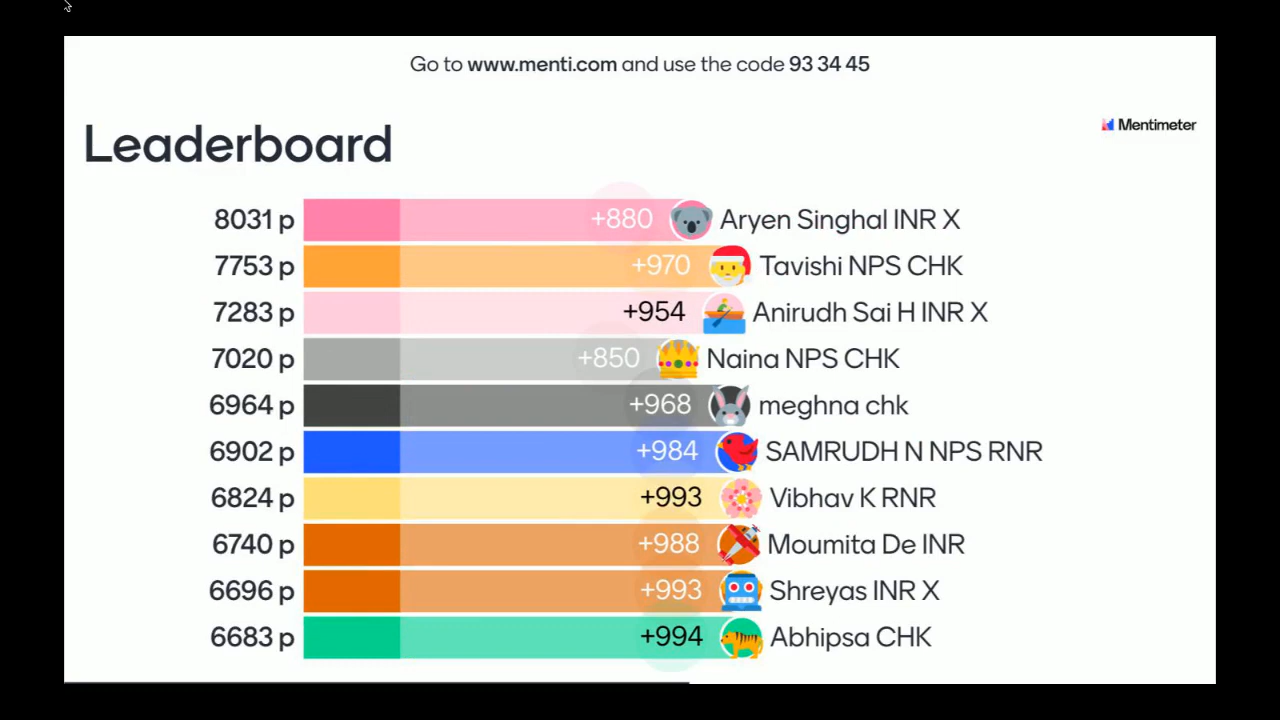 Go to www.menti.com and use the code 93 34 45
Mentimeter
Leaderboard
8031 p +880 Aryen Singhal INR X
7753 p +970 Tavishi NPS CHK
7283 p +954 Anirudh Sai H INR X
7020 p +850 Naina NPS CHK
6964 p +968 meghna chk
6902 p +984 SAMRUDH N NPS RNR
6824 p +993 Vibhav K RNR
6740 p +988 Moumita De INR
6696 p +993 Shreyas INR X
6683 p +994 Abhipsa CHK